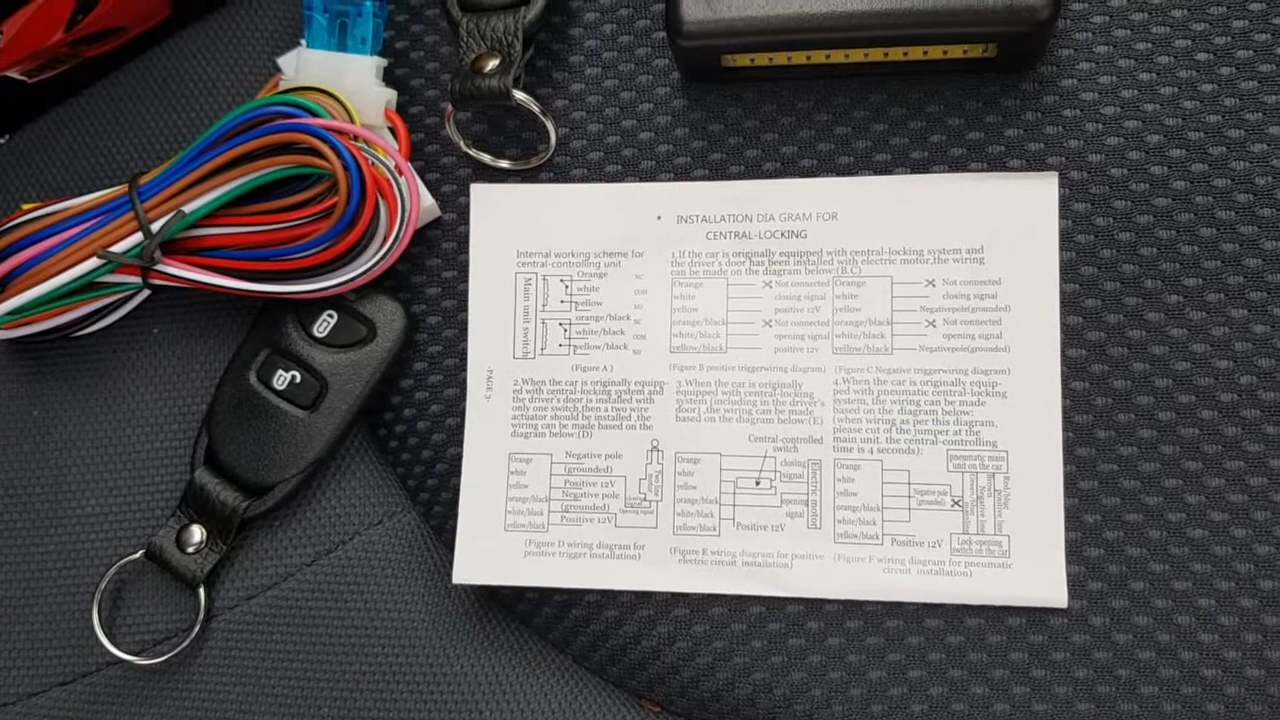 INSTALLATION DIA GRAM FOR
CENTRAL-LOCKING
Internal working scheme for
central-controlling unit
Main unit switch
Orange NC
white COM
yellow NO
orange/black NC
white/black COM
yellow/black NO
(Figure A )
1.If the car is originally equipped with central-locking system and
the driver's door has been installed with electric motor,the wiring
can be made on the diagram below:(B.C)
Orange Not connected
white closing signal
yellow positive 12V
orange/black Not connected
white/black opening signal
yellow/black positive 12v
(Figure B positive triggerwiring diagram)
Orange Not connected
white closing signal
yellow Negativepole(grounded)
orange/black Not connected
white/black opening signal
yellow/black Negativepole(grounded)
(Figure C Negative triggerwiring diagram)
-PAGE 3-
2.When the car is originally equipp-
ed with central-locking system and
the driver's door is installed with
only one switch,then a two wire
actuator should be installed ,the
wiring can be made based on the
diagram below:(D)
Orange
white
yellow
orange/black
white/black
yellow/black
Negative pole
(grounded)
Positive 12V
Negative pole
(grounded)
Positive 12V
Opening signal
(Figure D wiring diagram for
positive trigger installation)
3.When the car is originally
equipped with central-locking
system (including in the driver's
door) ,the wiring can be made
based on the diagram below:(E)
Central-controlled
switch
Orange
white
yellow
orange/black
white/black
yellow/black
closing
signal
opening
signal
Electric motor
Positive 12V
(Figure E wiring diagram for positive
electric circuit installation)
4.When the car is originally equip-
ped with pneumatic central-locking
system, the wiring can be made
based on the diagram below:
(when wiring as per this diagram,
please cut of the jumper at the
main unit. the central-controlling
time is 4 seconds):
pneumatic main
unit on the car
Orange
white
yellow
orange/black
white/black
yellow/black
Negative pole
(grounded)
Green/blue
Brown
Negative line
Red/blue
positive line
Positive 12V
Lock-opening
switch on the car
(Figure F wiring diagram for pneumatic
circuit installation)